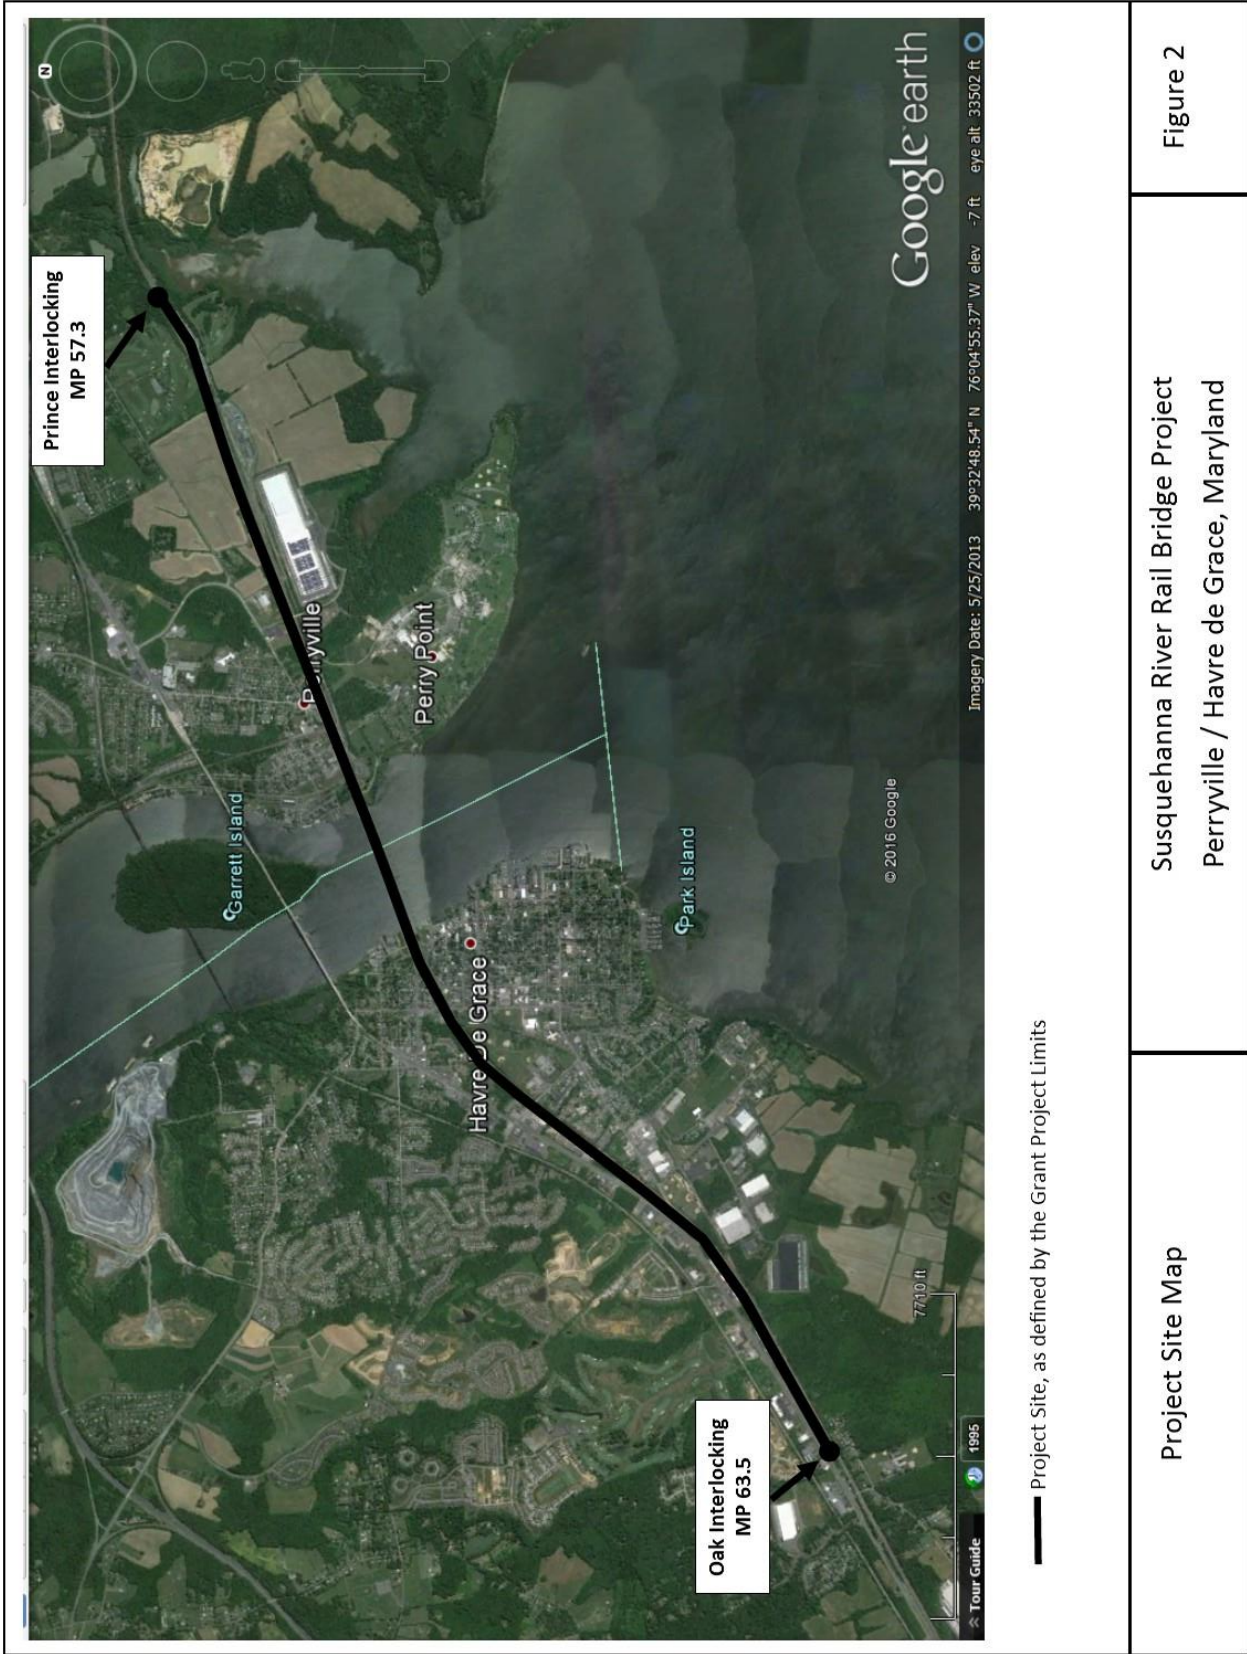 Prince Interlocking
MP 57.3
Garrett Island
Perryville
Perry Point
Havre De Grace
Park Island
Oak Interlocking
MP 63.5
N
© 2016 Google
Google earth
7710 ft
Tour Guide
1995
Imagery Date: 5/25/2013 39°32'48.54" N 76°04'55.37" W elev -7 ft eye alt 33502 ft
Project Site, as defined by the Grant Project Limits
Project Site Map
Susquehanna River Rail Bridge Project
Perryville / Havre de Grace, Maryland
Figure 2